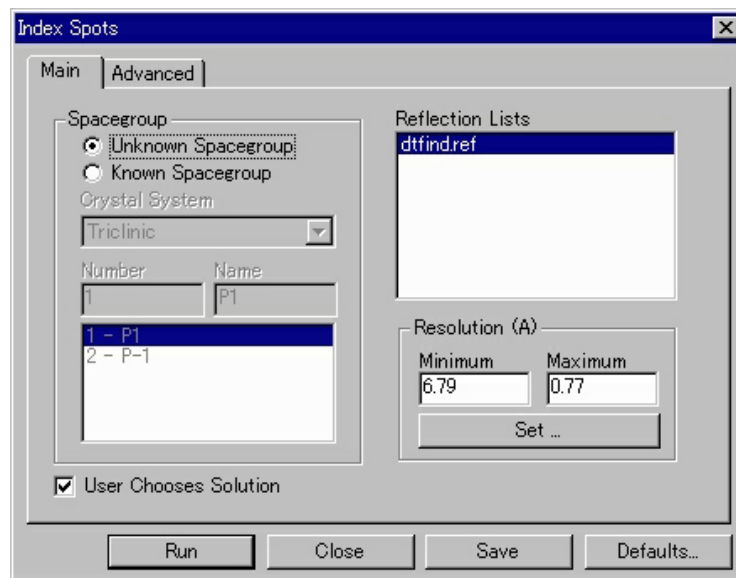 Index Spots
Main
Advanced
Spacegroup
Unknown Spacegroup
Known Spacegroup
Crystal System
Triclinic
Number
Name
1
P1
1 - P1
2 - P-1
User Chooses Solution
Reflection Lists
dtfind.ref
Resolution (A)
Minimum
Maximum
6.79
0.77
Set ...
Run
Close
Save
Defaults...